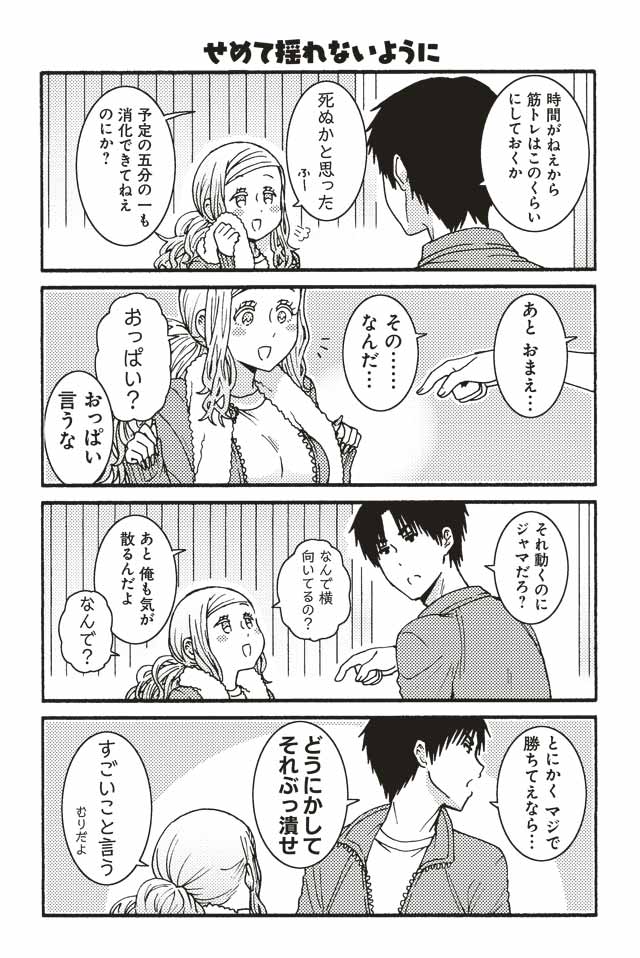 せめて揺れないように
時間がねえから
筋トレはこのくらい
にしておくか
死ぬかと思った
ふー
予定の五分の一も
消化できてねえ
のにか?
あと おまえ…
その……
なんだ…
おっぱい?
おっぱい
言うな
それ動くのに
ジャマだろ?
なんで横
向いてるの?
あと 俺も気が
散るんだよ
なんで?
とにかく マジで
勝ちてえなら…
どうにかして
それぶっ潰せ
すごいこと言う
むりだよ